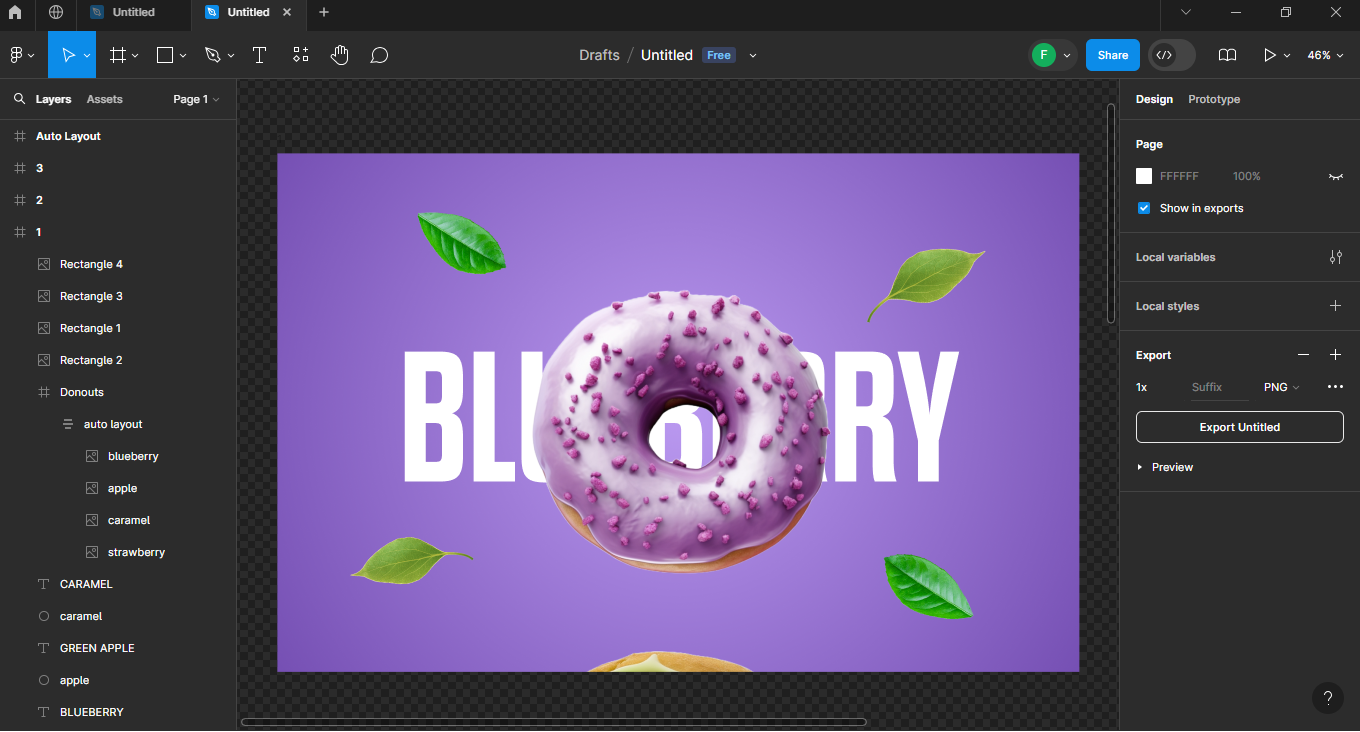 Untitled
Untitled
Drafts / Untitled Free
F
Share
46%
Layers Assets Page 1
Auto Layout
3
2
1
Rectangle 4
Rectangle 3
Rectangle 1
Rectangle 2
Donouts
auto layout
blueberry
apple
caramel
strawberry
CARAMEL
caramel
GREEN APPLE
apple
BLUEBERRY
Design Prototype
Page
FFFFFF 100%
Show in exports
Local variables
Local styles
Export
1x Suffix PNG
Export Untitled
Preview
?